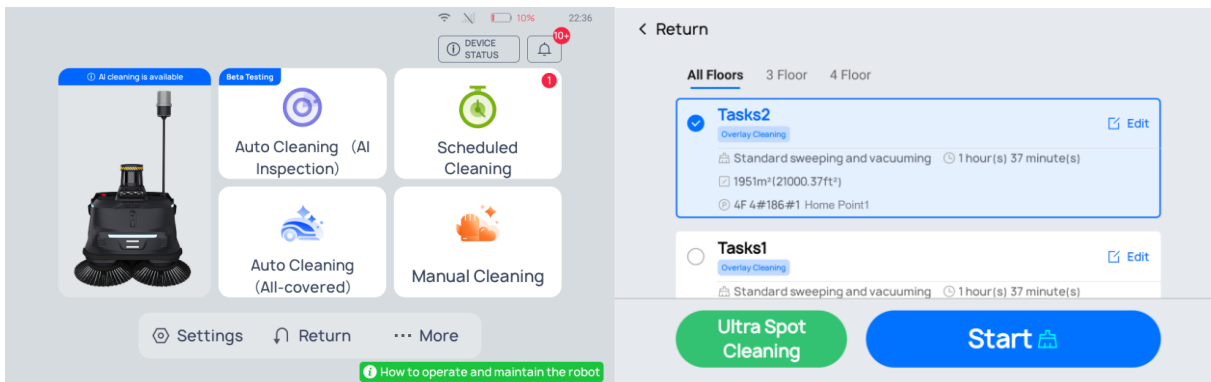 10%
22:36
DEVICE
STATUS
10+
AI cleaning is available
Beta Testing
Auto Cleaning （AI
Inspection）
1
Scheduled
Cleaning
Auto Cleaning
（All-covered）
Manual Cleaning
Settings
Return
More
How to operate and maintain the robot
Return
All Floors 3 Floor 4 Floor
Tasks2
Edit
Overlay Cleaning
Standard sweeping and vacuuming 1 hour(s) 37 minute(s)
1951m²(21000.37ft²)
4F 4#186#1 Home Point1
Tasks1
Edit
Overlay Cleaning
Standard sweeping and vacuuming 1 hour(s) 37 minute(s)
Ultra Spot
Cleaning
Start